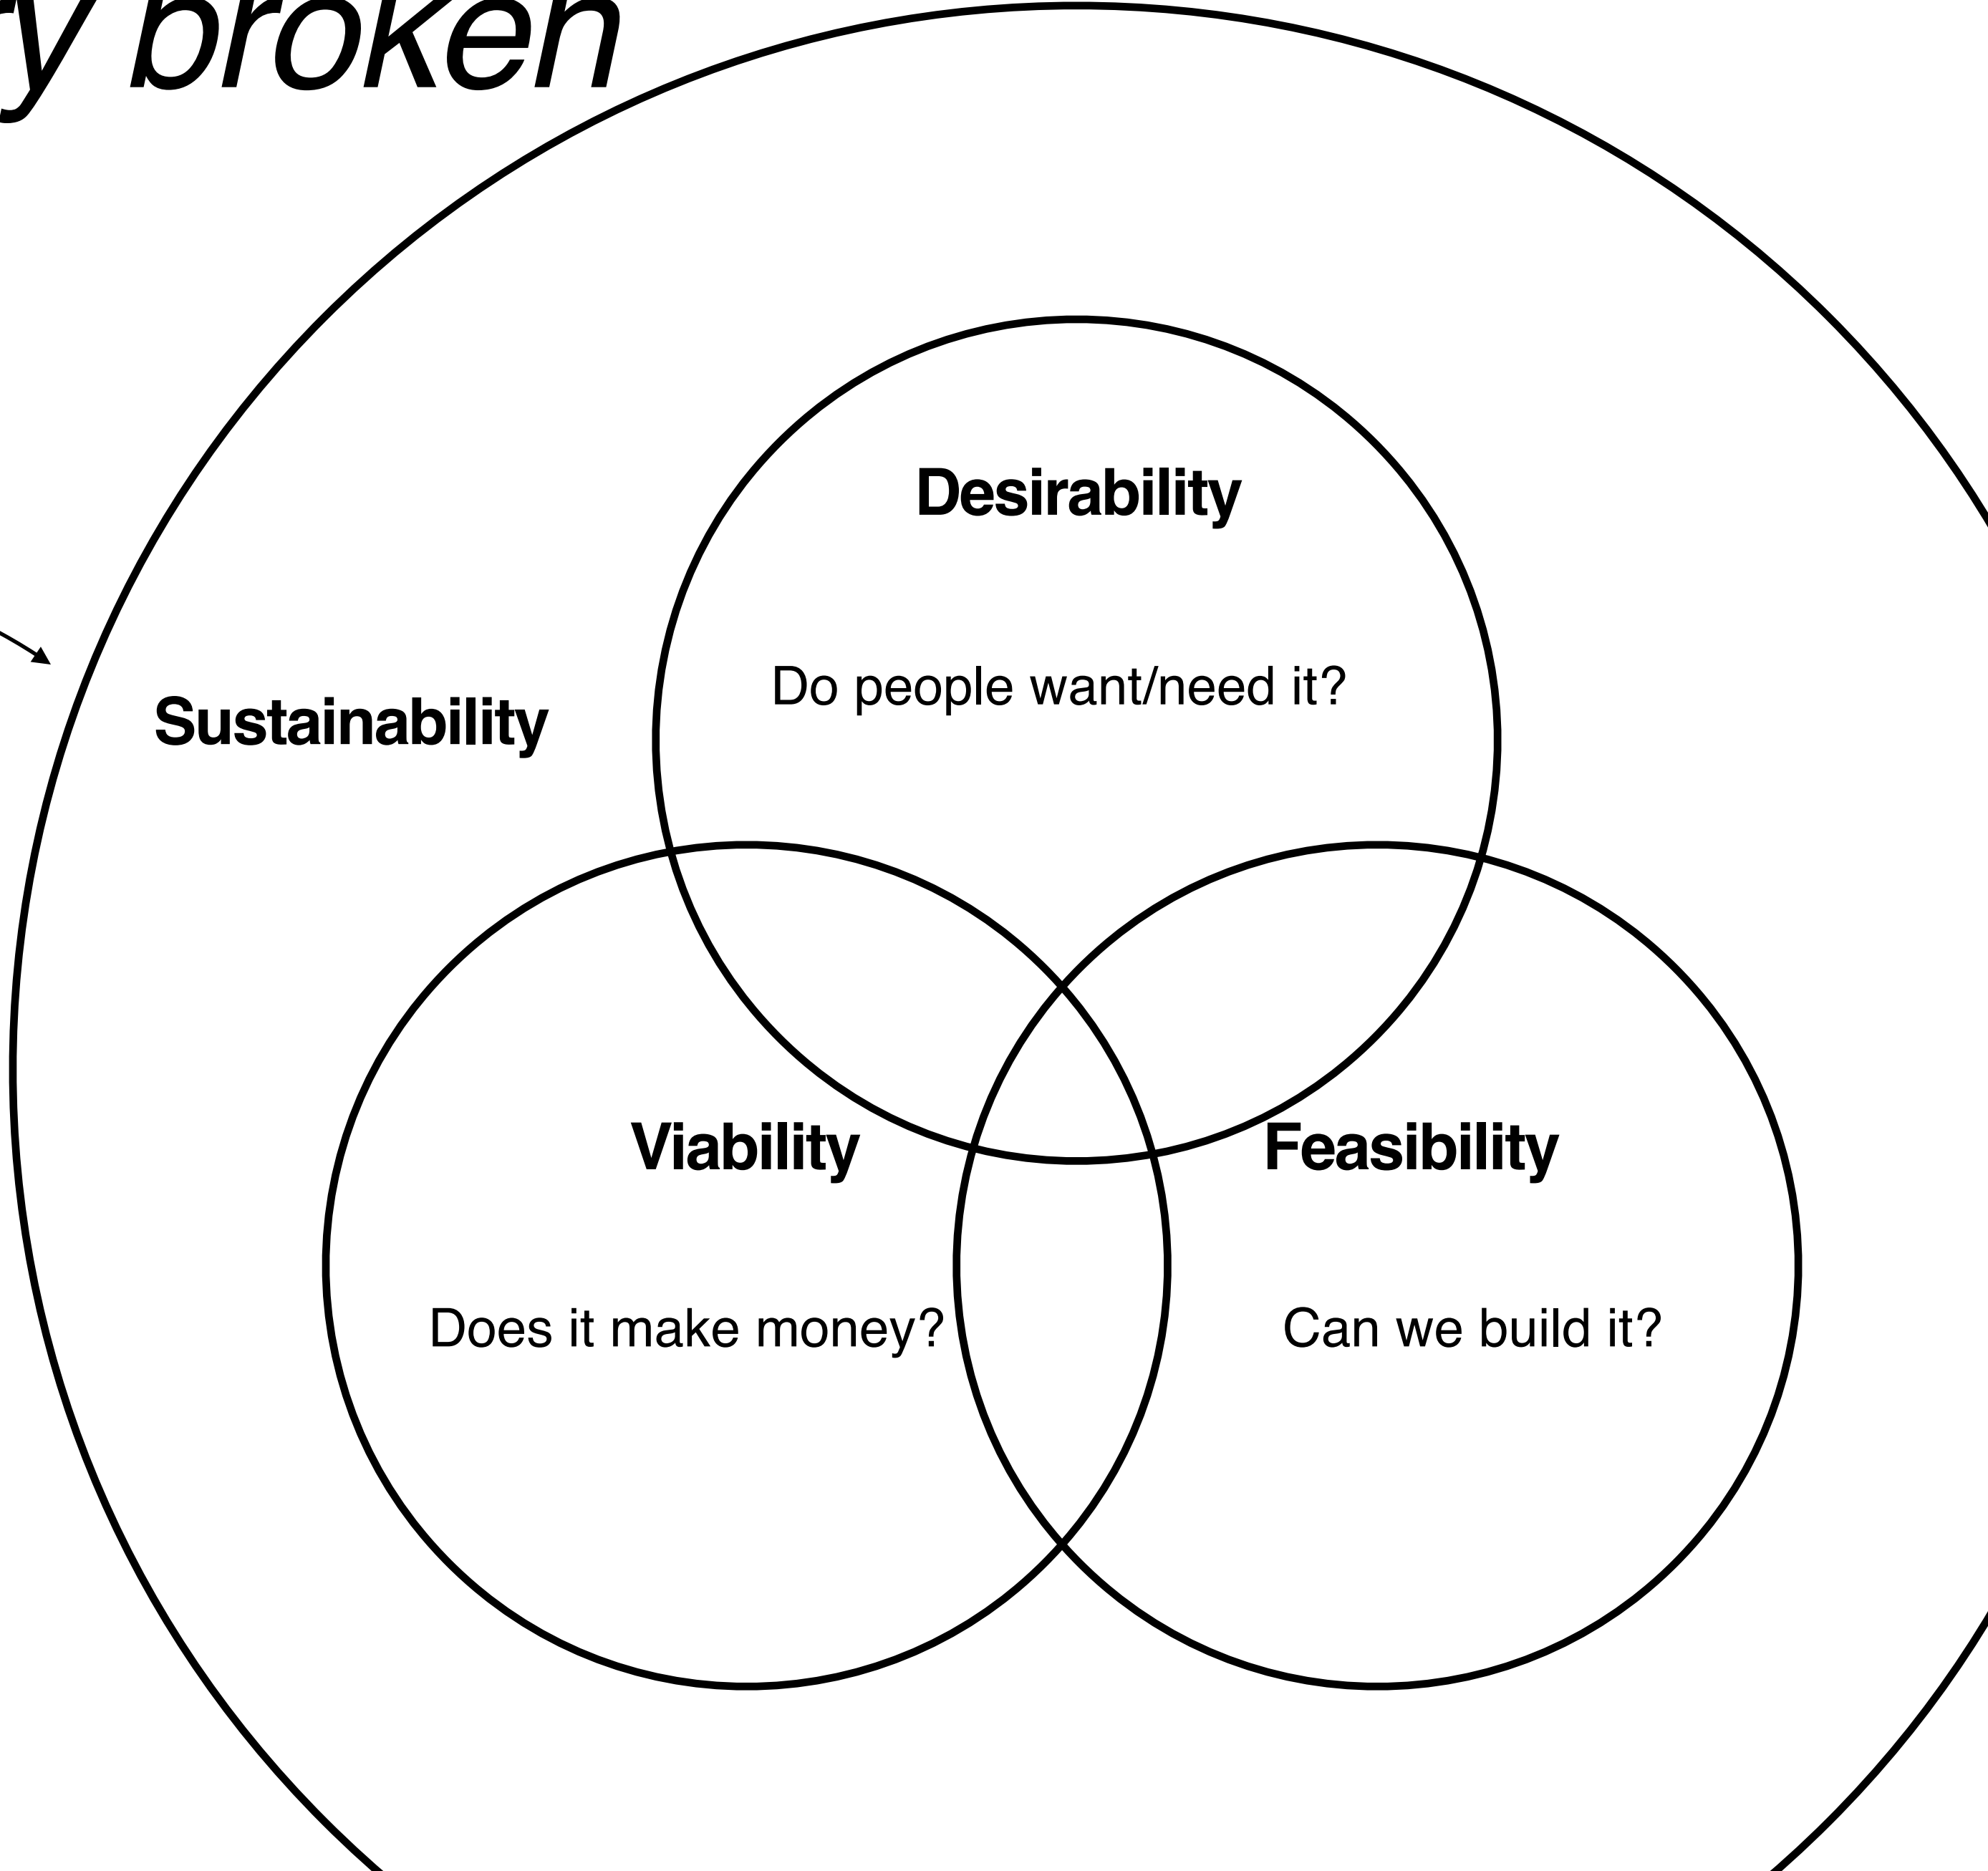 y broken
Desirability
Do people want/need it?
Sustainability
Viability
Feasibility
Does it make money?
Can we build it?